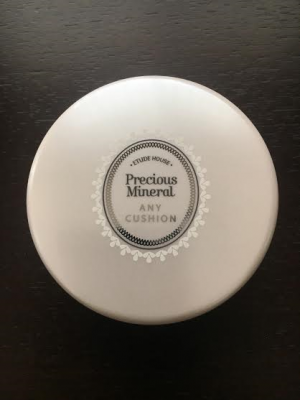 • ETUDE HOUSE •
Precious
Mineral
ANY
CUSHION